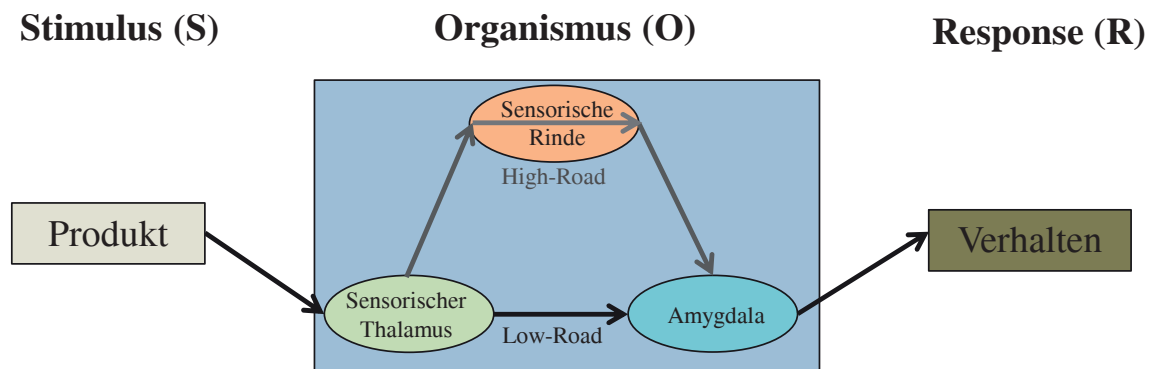 Stimulus (S)
Organismus (O)
Response (R)
Sensorische
Rinde
High-Road
Produkt
Verhalten
Sensorischer
Thalamus
Low-Road
Amygdala